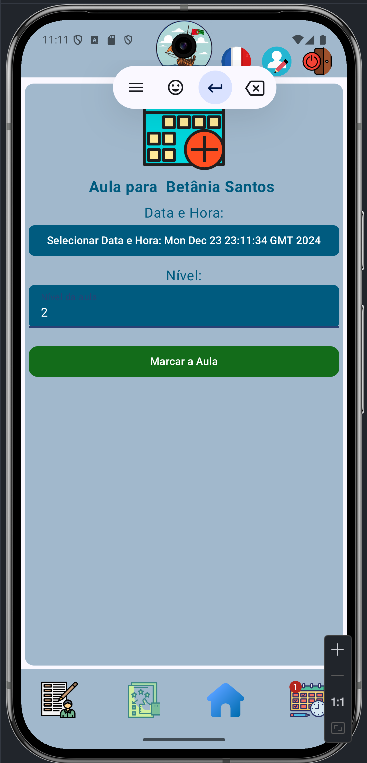 11:11
Aula para Betânia Santos
Data e Hora:
Selecionar Data e Hora: Mon Dec 23 23:11:34 GMT 2024
Nível:
2
Marcar a Aula
1
1:1